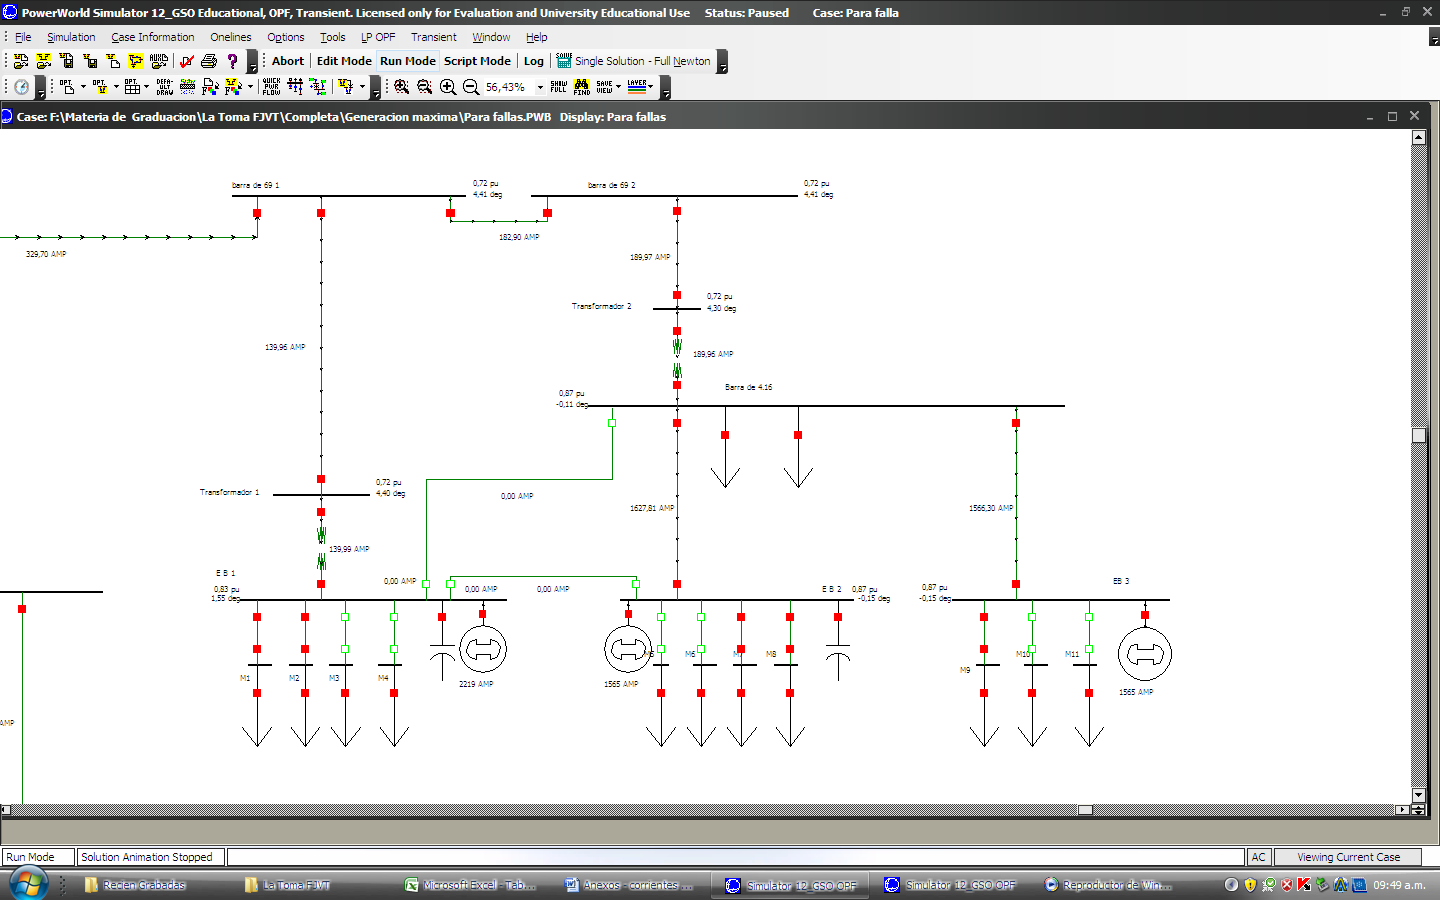 PowerWorld Simulator 12_GSO Educational, OPF, Transient. Licensed only for Evaluation and University Educational Use    Status: Paused    Case: Para falla
File Simulation Case Information Onelines Options Tools LP OPF Transient Window Help
Abort Edit Mode Run Mode Script Mode Log Single Solution - Full Newton
56,43%
Case: F:\Materia de Graduacion\La Toma FJVT\Completa\Generacion maxima\Para fallas.PWB   Display: Para fallas
barra de 69 1
0,72 pu
4,41 deg
barra de 69 2
0,72 pu
4,41 deg
329,70 AMP
182,90 AMP
189,97 AMP
Transformador 2
0,72 pu
4,30 deg
139,96 AMP
189,96 AMP
Barra de 4.16
0,87 pu
-0,11 deg
Transformador 1
0,72 pu
4,40 deg
0,00 AMP
1627,81 AMP
1566,30 AMP
139,99 AMP
E B 1
0,83 pu
1,55 deg
0,00 AMP
0,00 AMP
0,00 AMP
E B 2
0,87 pu
-0,15 deg
0,87 pu
-0,15 deg
EB 3
M1
M2
M3
M4
2219 AMP
1565 AMP
M5
M6
M7
M8
M9
M10
M11
1565 AMP
AMP
Run Mode
Solution Animation Stopped
AC
Viewing Current Case
Recien Grabadas
La Toma FJVT
Microsoft Excel - Tab...
Anexos - corrientes ...
Simulator 12_GSO OPF
Simulator 12_GSO OPF
Reproductor de Win...
09:49 a.m.